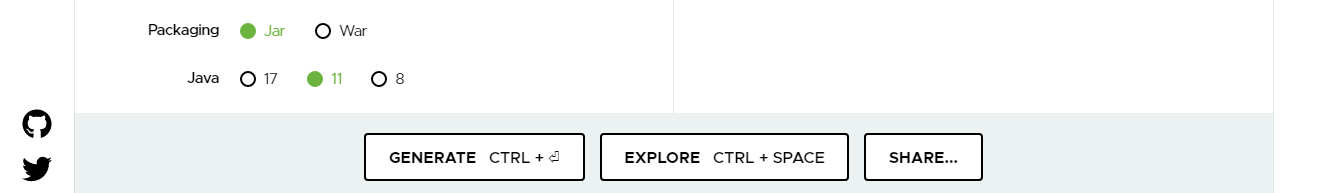 Packaging Jar War
Java 17 11 8
GENERATE CTRL + ⏎ EXPLORE CTRL + SPACE SHARE...